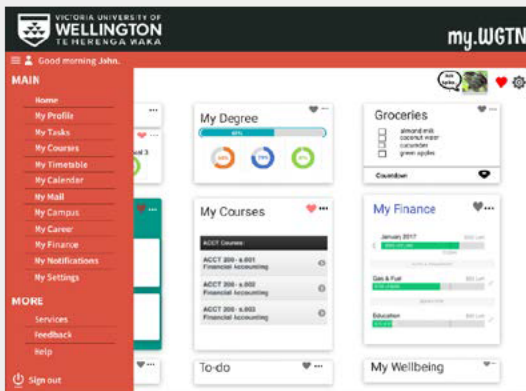 VICTORIA UNIVERSITY OF
WELLINGTON
TE HERENGA WAKA
my.WGTN
Good morning John.
MAIN
Home
My Profile
My Tasks
My Courses
My Timetable
My Calender
My Mail
My Campus
My Career
My Finance
My Notifications
My Settings
MORE
Services
Feedback
Help
Sign out
My Degree
Groceries
almond milk
coconut water
cucumber
green apples
Countdown
My Courses
ACCT Courses:
ACCT 200- s.001
Financial Accounting
ACCT 200- s.002
Financial Accounting
ACCT 200- s.003
Financial Accounting
My Finance
January 2017
Gas & Fuel
Education
To-do
My Wellbeing